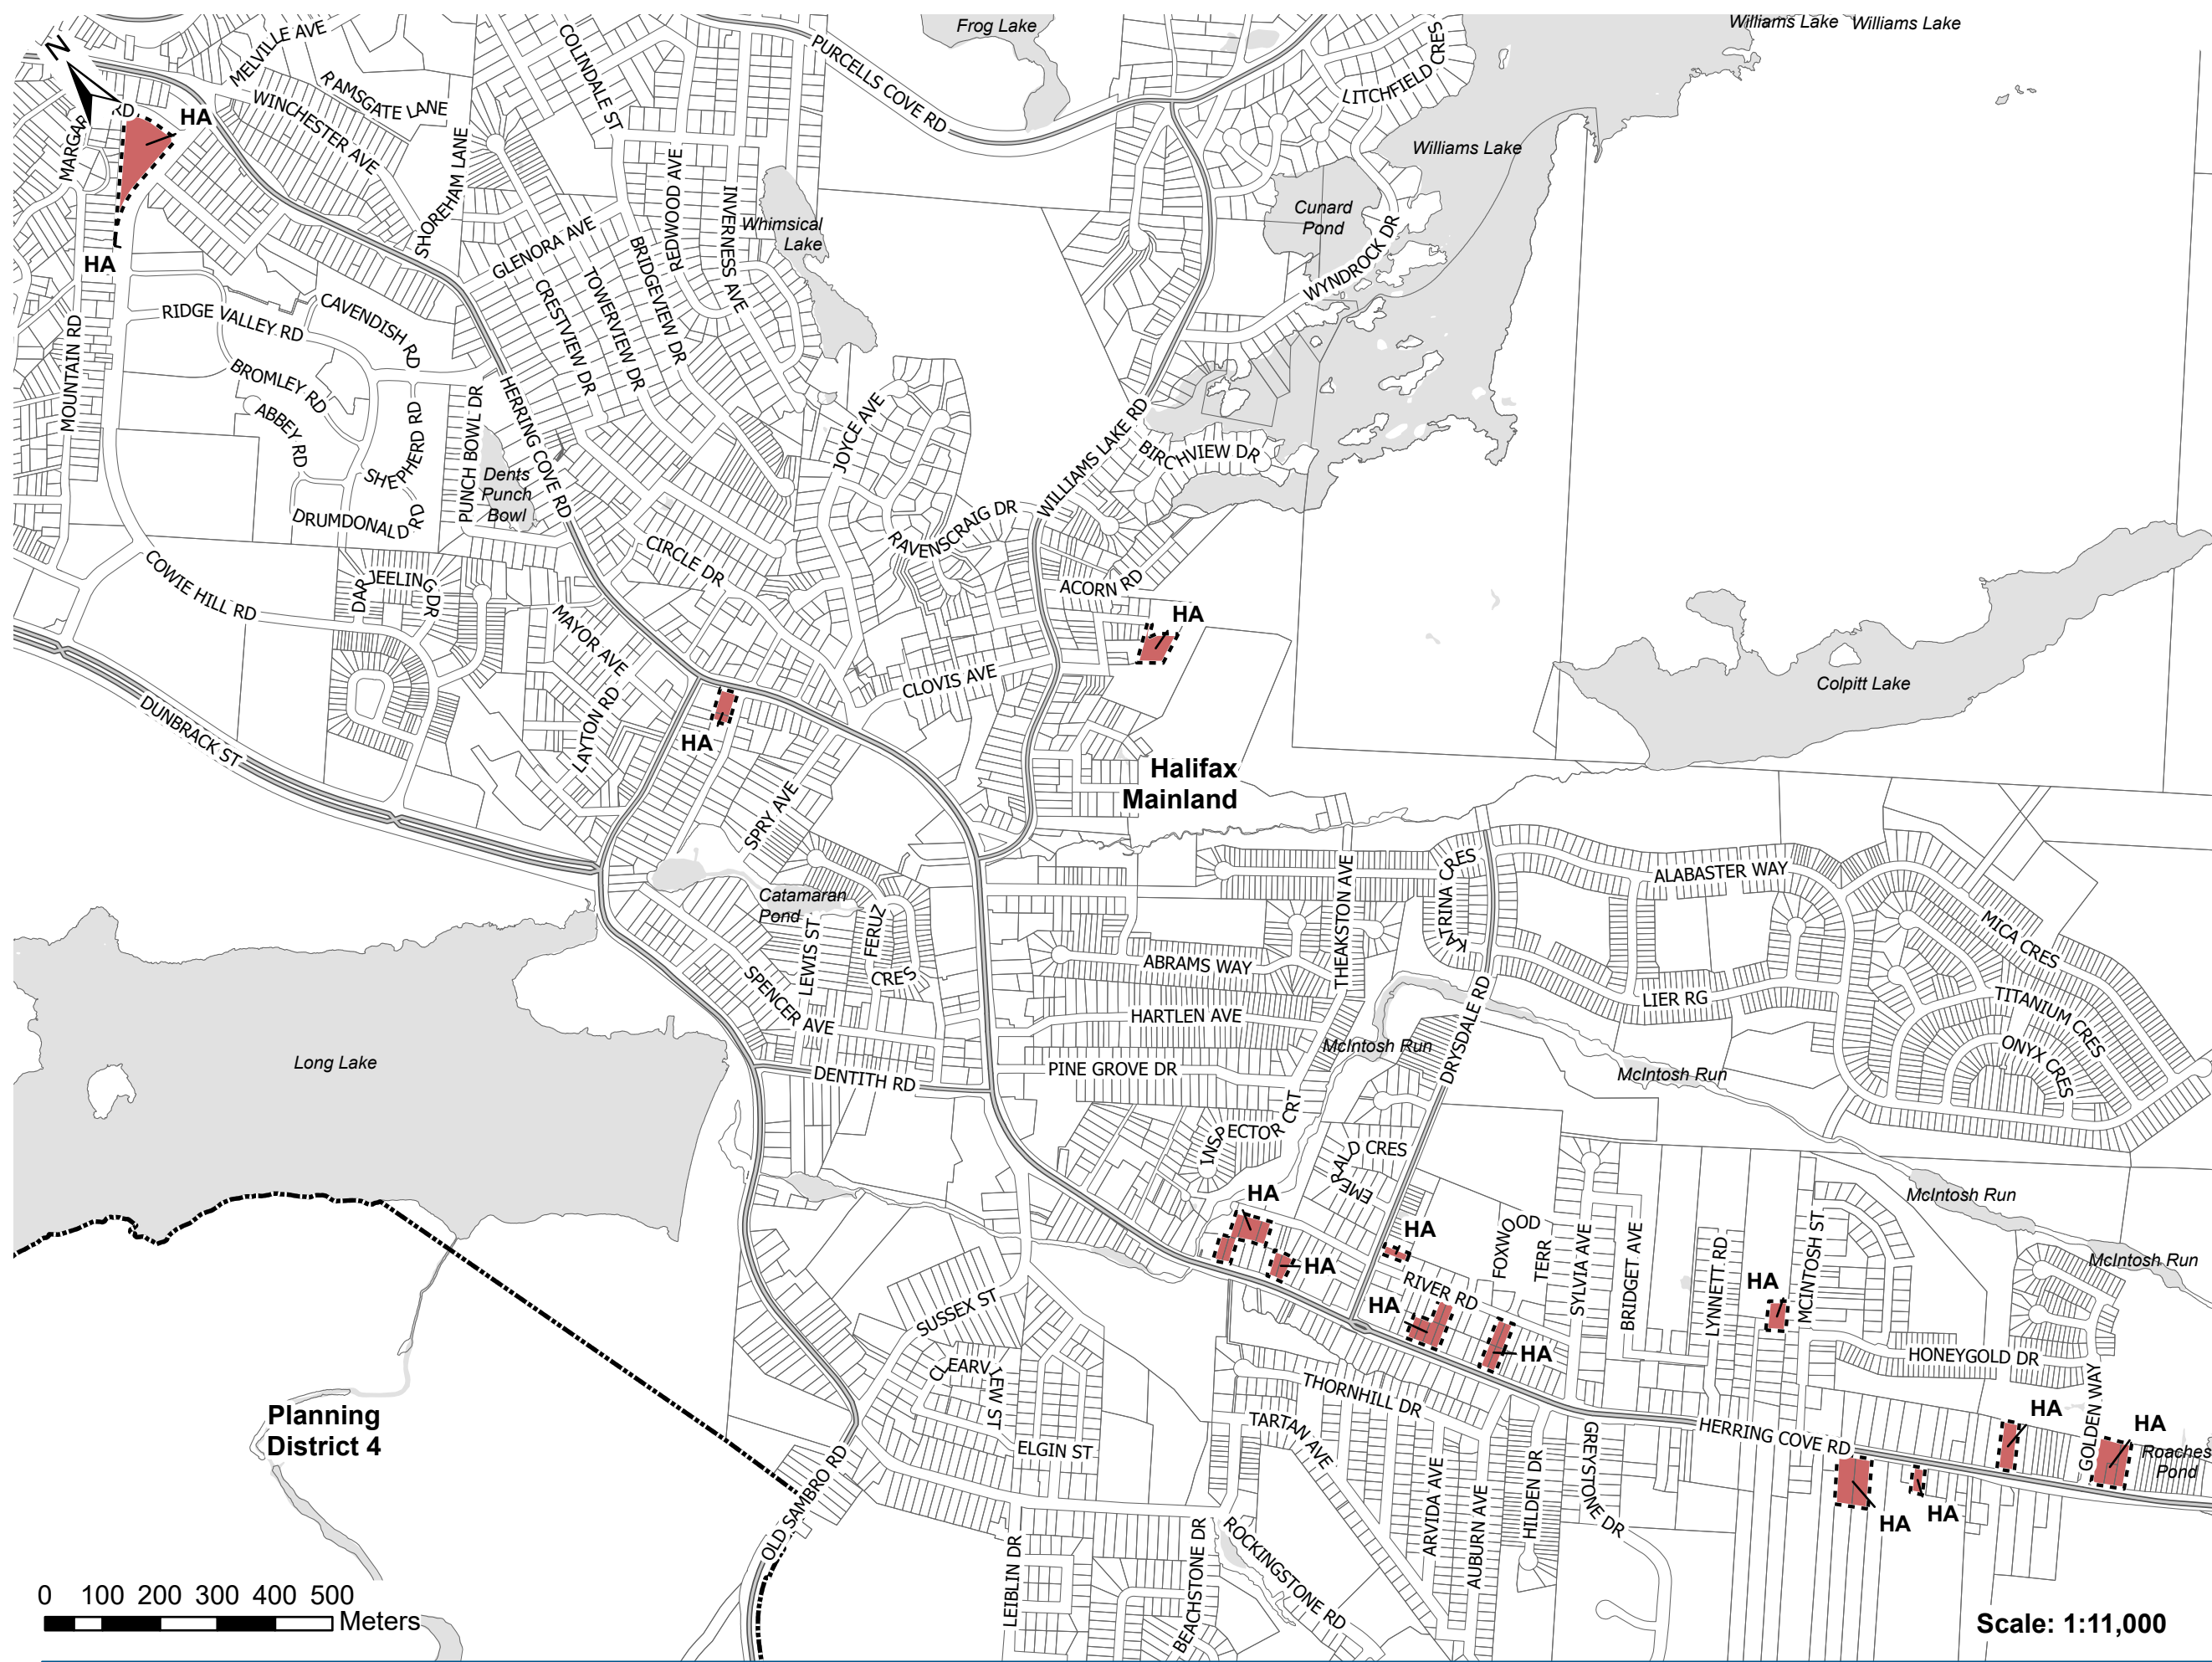 Frog Lake
Williams Lake
Williams Lake
N
MELVILLE AVE
COLINDALE ST
PURCELLS COVE RD
LITCHFIELD CRES
RAMSGATE LANE
WINCHESTER AVE
RD
HA
SHOREHAM LANE
REDWOOD AVE
INVERNESS AVE
Williams Lake
Cunard
Pond
Whimsical
Lake
GLENORA AVE
BRIDGEVIEW DR
TOWERVIEW DR
CRESTVIEW DR
WYNDROCK DR
HA
MOUNTAIN RD
RIDGE VALLEY RD
CAVENDISH RD
BROMLEY RD
ABBEY RD
SHEPHERD RD
PUNCH BOWL DR
HERRING COVE RD
JOYCE AVE
WILLIAMS LAKE RD
BIRCHVIEW DR
Dents
Punch
Bowl
DRUMDONALD RD
RAVENSCRAIG DR
CIRCLE DR
COWIE HILL RD
DARJEELING DR
ACORN RD
HA
MAYOR AVE
CLOVIS AVE
LAYTON RD
Colpitt Lake
DUNBRACK ST
HA
Halifax
Mainland
SPRY AVE
THEAKSTON AVE
KATRINA CRES
ALABASTER WAY
Catamaran
Pond
LEWIS ST
FERUZ
CRES
MICA CRES
ABRAMS WAY
SPENCER AVE
LIER RG
TITANIUM CRES
HARTLEN AVE
DRYSDALE RD
McIntosh Run
ONYX CRES
Long Lake
DENTITH RD
PINE GROVE DR
McIntosh Run
INSPECTOR CRT
EMERALD CRES
HA
McIntosh Run
FOXWOOD
TERR
SYLVIA AVE
BRIDGET AVE
LYNNETT RD
MCINTOSH ST
HA
HA
McIntosh Run
RIVER RD
HA
HA
SUSSEX ST
HA
CLEARVIEW ST
HONEYGOLD DR
THORNHILL DR
GOLDEN WAY
Planning
District 4
TARTAN AVE
HERRING COVE RD
HA
HA
ELGIN ST
Roaches
Pond
OLD SAMBRO RD
ARVIDA AVE
AUBURN AVE
HILDEN DR
GREYSTONE DR
HA
HA
LEIBLIN DR
BEACHSTONE DR
ROCKINGSTONE RD
0 100 200 300 400 500
Meters
Scale: 1:11,000